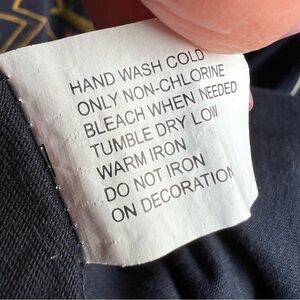 HAND WASH COLD
ONLY NON-CHLORINE
BLEACH WHEN NEEDED
TUMBLE DRY LOW
WARM IRON
DO NOT IRON
ON DECORATION